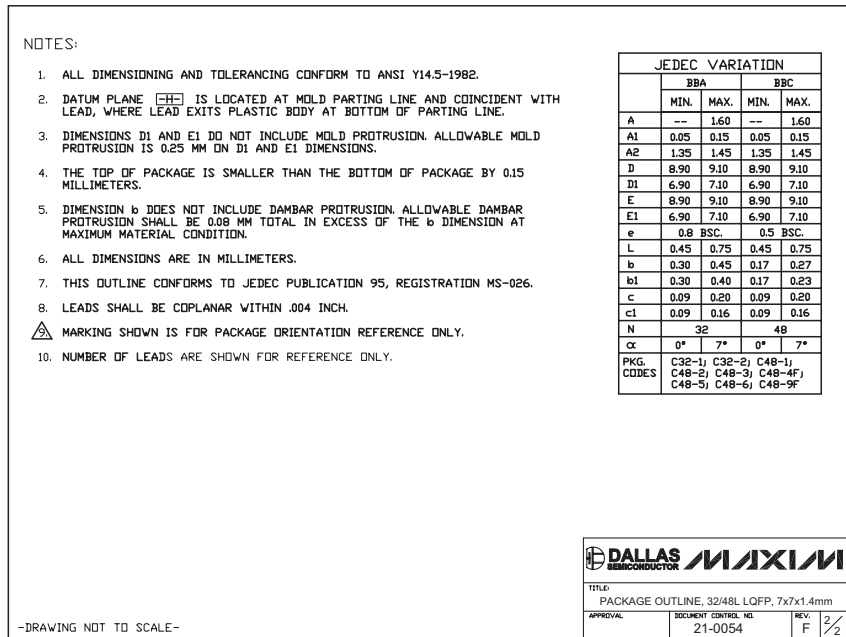 NOTES:
1. ALL DIMENSIONING AND TOLERANCING CONFORM TO ANSI Y14.5-1982.
2. DATUM PLANE -H- IS LOCATED AT MOLD PARTING LINE AND COINCIDENT WITH
LEAD, WHERE LEAD EXITS PLASTIC BODY AT BOTTOM OF PARTING LINE.
3. DIMENSIONS D1 AND E1 DO NOT INCLUDE MOLD PROTRUSION. ALLOWABLE MOLD
PROTRUSION IS 0.25 MM ON D1 AND E1 DIMENSIONS.
4. THE TOP OF PACKAGE IS SMALLER THAN THE BOTTOM OF PACKAGE BY 0.15
MILLIMETERS.
5. DIMENSION b DOES NOT INCLUDE DAMBAR PROTRUSION. ALLOWABLE DAMBAR
PROTRUSION SHALL BE 0.08 MM TOTAL IN EXCESS OF THE b DIMENSION AT
MAXIMUM MATERIAL CONDITION.
6. ALL DIMENSIONS ARE IN MILLIMETERS.
7. THIS OUTLINE CONFORMS TO JEDEC PUBLICATION 95, REGISTRATION MS-026.
8. LEADS SHALL BE COPLANAR WITHIN .004 INCH.
9. MARKING SHOWN IS FOR PACKAGE ORIENTATION REFERENCE ONLY.
10. NUMBER OF LEADS ARE SHOWN FOR REFERENCE ONLY.
JEDEC VARIATION
BBA BBC
MIN. MAX. MIN. MAX.
A -- 1.60 -- 1.60
A1 0.05 0.15 0.05 0.15
A2 1.35 1.45 1.35 1.45
D 8.90 9.10 8.90 9.10
D1 6.90 7.10 6.90 7.10
E 8.90 9.10 8.90 9.10
E1 6.90 7.10 6.90 7.10
e 0.8 BSC. 0.5 BSC.
L 0.45 0.75 0.45 0.75
b 0.30 0.45 0.17 0.27
b1 0.30 0.40 0.17 0.23
c 0.09 0.20 0.09 0.20
c1 0.09 0.16 0.09 0.16
N 32 48
α 0° 7° 0° 7°
PKG. C32-1; C32-2; C48-1;
CODES C48-2; C48-3; C48-4F;
C48-5; C48-6; C48-9F
DALLAS SEMICONDUCTOR MAXIM
TITLE:
PACKAGE OUTLINE, 32/48L LQFP, 7x7x1.4mm
APPROVAL DOCUMENT CONTROL NO. REV.
21-0054 F 2/2
-DRAWING NOT TO SCALE-